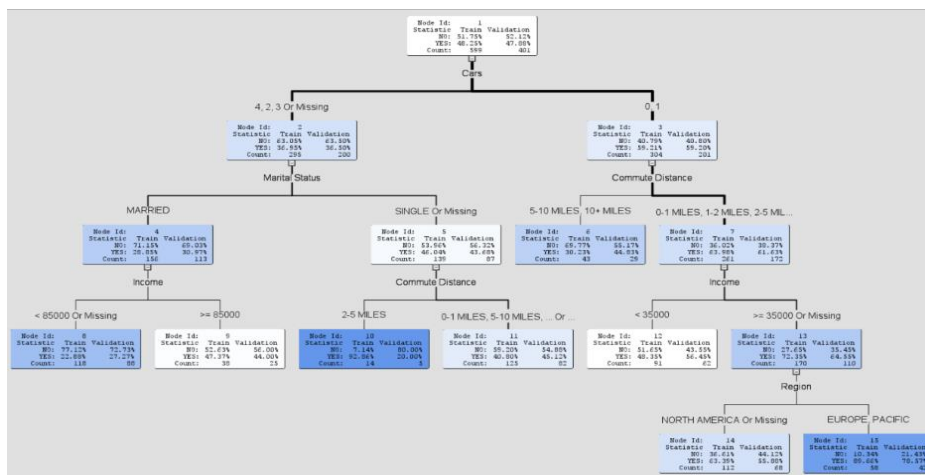 Node Id: 1
Statistic Train Validation
NO: 51.75% 52.12%
YES: 48.25% 47.88%
Count: 599 401
Cars
4, 2, 3 Or Missing
0, 1
Node Id: 2
Statistic Train Validation
NO: 63.05% 63.50%
YES: 36.95% 36.50%
Count: 295 200
Node Id: 3
Statistic Train Validation
NO: 40.79% 40.80%
YES: 59.21% 59.20%
Count: 304 201
Marital Status
Commute Distance
MARRIED
SINGLE Or Missing
5-10 MILES, 10+ MILES
0-1 MILES, 1-2 MILES, 2-5 MIL...
Node Id: 4
Statistic Train Validation
NO: 71.15% 69.03%
YES: 28.85% 30.97%
Count: 156 113
Node Id: 5
Statistic Train Validation
NO: 53.96% 56.32%
YES: 46.04% 43.68%
Count: 139 87
Node Id: 6
Statistic Train Validation
NO: 69.77% 55.17%
YES: 30.23% 44.83%
Count: 43 29
Node Id: 7
Statistic Train Validation
NO: 36.02% 38.37%
YES: 63.98% 61.63%
Count: 261 172
Income
Commute Distance
Income
< 85000 Or Missing
>= 85000
2-5 MILES
0-1 MILES, 5-10 MILES, ... Or ...
< 35000
>= 35000 Or Missing
Node Id: 8
Statistic Train Validation
NO: 77.12% 72.73%
YES: 22.88% 27.27%
Count: 118 88
Node Id: 9
Statistic Train Validation
NO: 52.63% 56.00%
YES: 47.37% 44.00%
Count: 38 25
Node Id: 10
Statistic Train Validation
NO: 7.14% 80.00%
YES: 92.86% 20.00%
Count: 14 5
Node Id: 11
Statistic Train Validation
NO: 59.20% 54.88%
YES: 40.80% 45.12%
Count: 125 82
Node Id: 12
Statistic Train Validation
NO: 51.65% 43.55%
YES: 48.35% 56.45%
Count: 91 62
Node Id: 13
Statistic Train Validation
NO: 27.65% 35.45%
YES: 72.35% 64.55%
Count: 170 110
Region
NORTH AMERICA Or Missing
EUROPE, PACIFIC
Node Id: 14
Statistic Train Validation
NO: 36.61% 44.12%
YES: 63.39% 55.88%
Count: 112 68
Node Id: 15
Statistic Train Validation
NO: 10.34% 21.43%
YES: 89.66% 78.57%
Count: 58 42